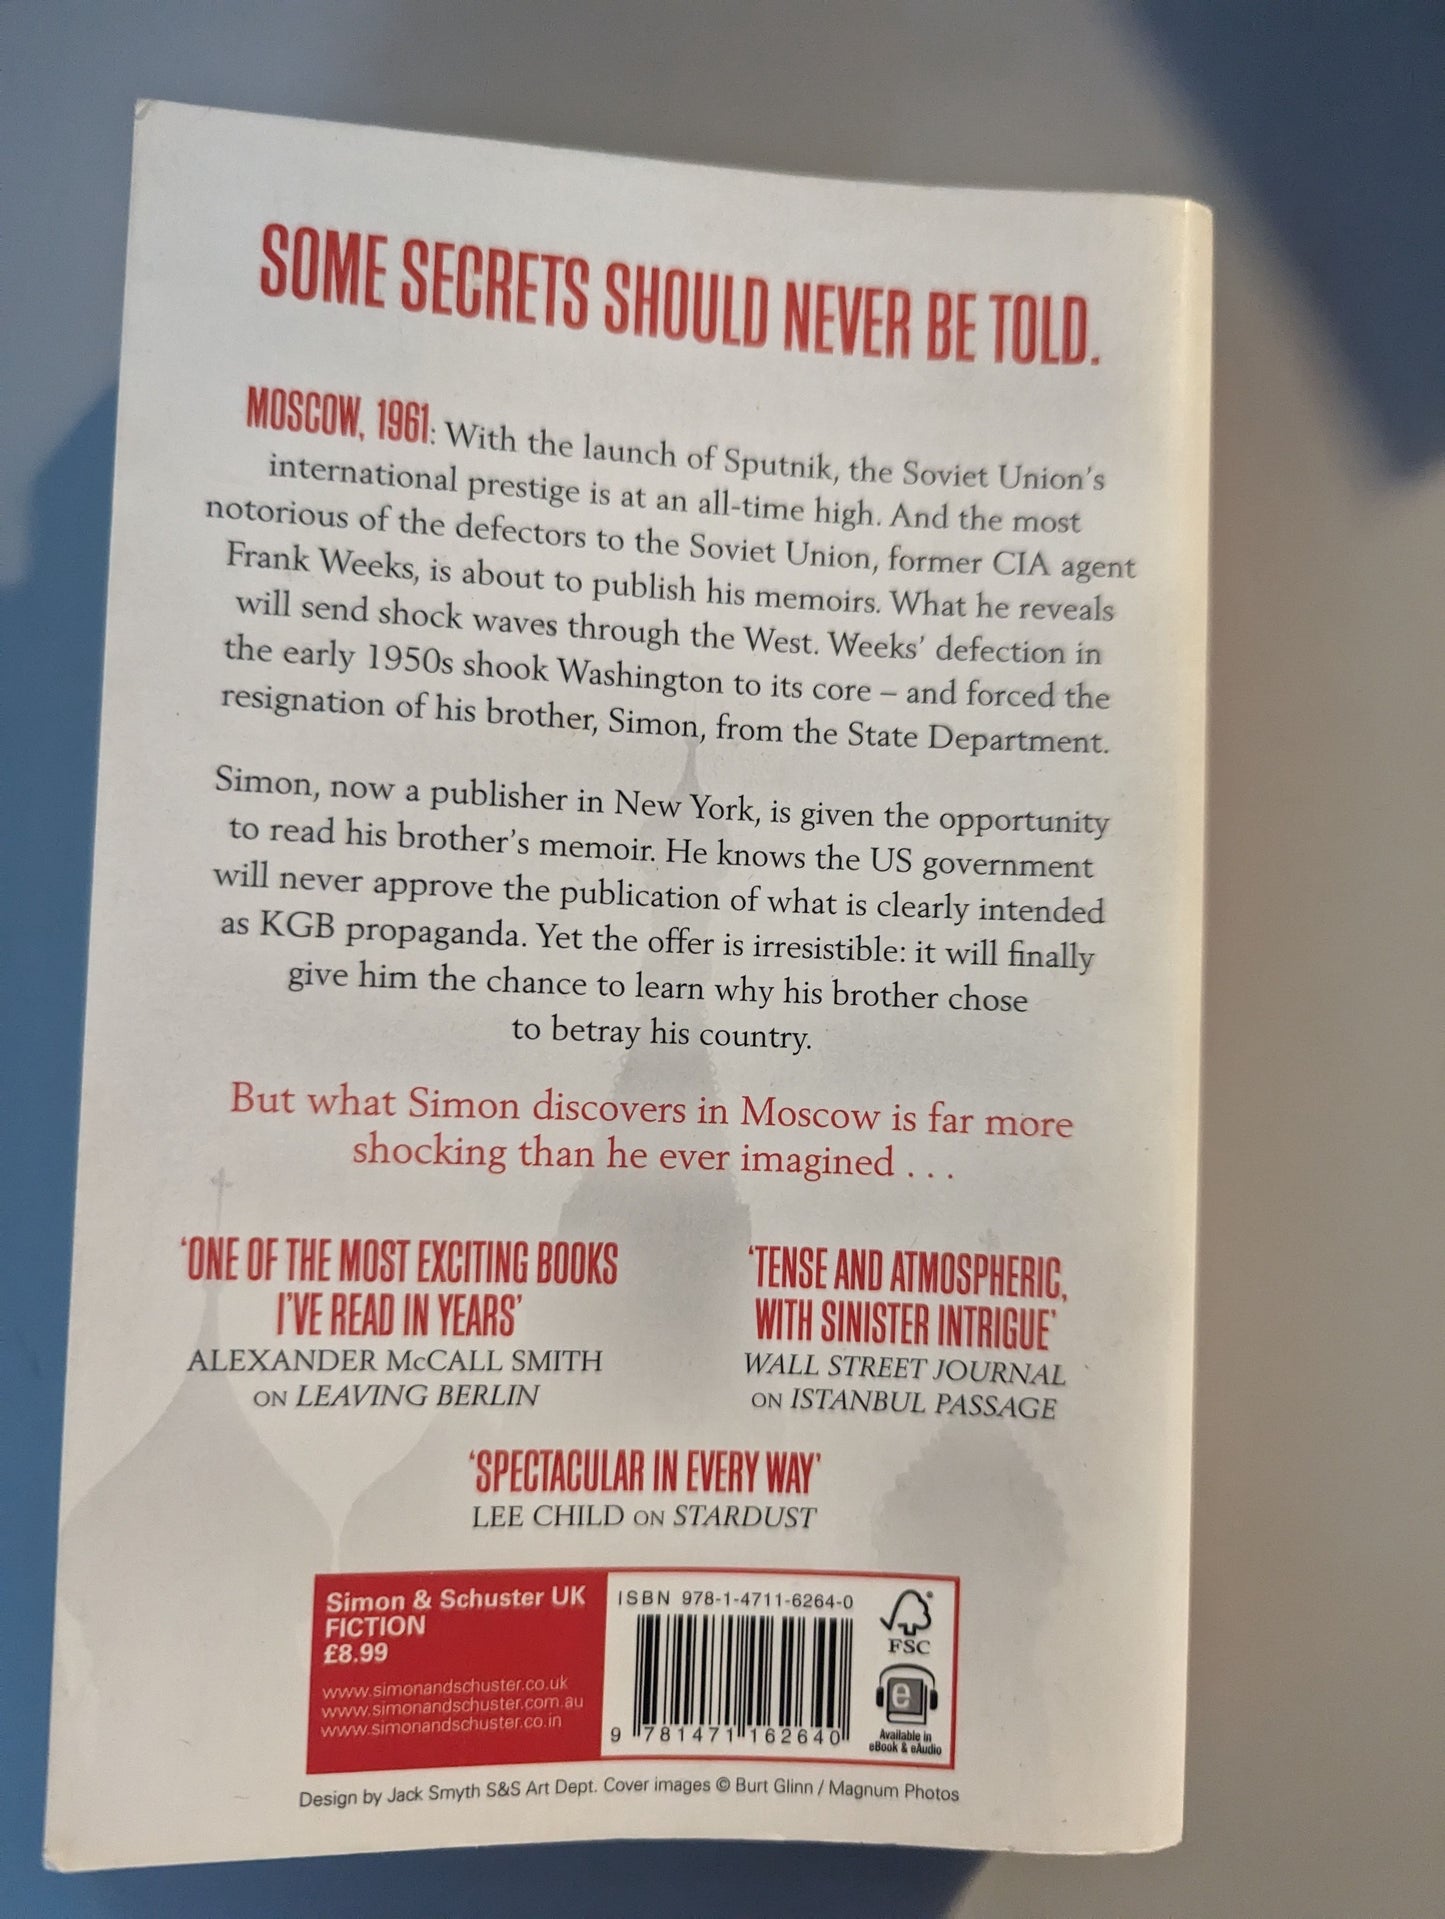 SOME SECRETS SHOULD NEVER BE TOLD.
MOSCOW, 1961: With the launch of Sputnik, the Soviet Union's
international prestige is at an all-time high. And the most
notorious of the defectors to the Soviet Union, former CIA agent
Frank Weeks, is about to publish his memoirs. What he reveals
will send shock waves through the West. Weeks' defection in
the early 1950s shook Washington to its core – and forced the
resignation of his brother, Simon, from the State Department.
Simon, now a publisher in New York, is given the opportunity
to read his brother's memoir. He knows the US government
will never approve the publication of what is clearly intended
as KGB propaganda. Yet the offer is irresistible: it will finally
give him the chance to learn why his brother chose
to betray his country.
But what Simon discovers in Moscow is far more
shocking than he ever imagined . . .
'ONE OF THE MOST EXCITING BOOKS
I'VE READ IN YEARS'
ALEXANDER McCALL SMITH
ON LEAVING BERLIN
'TENSE AND ATMOSPHERIC,
WITH SINISTER INTRIGUE'
WALL STREET JOURNAL
ON ISTANBUL PASSAGE
'SPECTACULAR IN EVERY WAY'
LEE CHILD ON STARDUST
Simon & Schuster UK
FICTION
£8.99
www.simonandschuster.co.uk
www.simonandschuster.com.au
www.simonandschuster.co.in
ISBN 978-1-4711-6264-0
9 781471 162640
FSC
e
Available in
eBook & eAudio
Design by Jack Smyth S&S Art Dept. Cover images © Burt Glinn / Magnum Photos